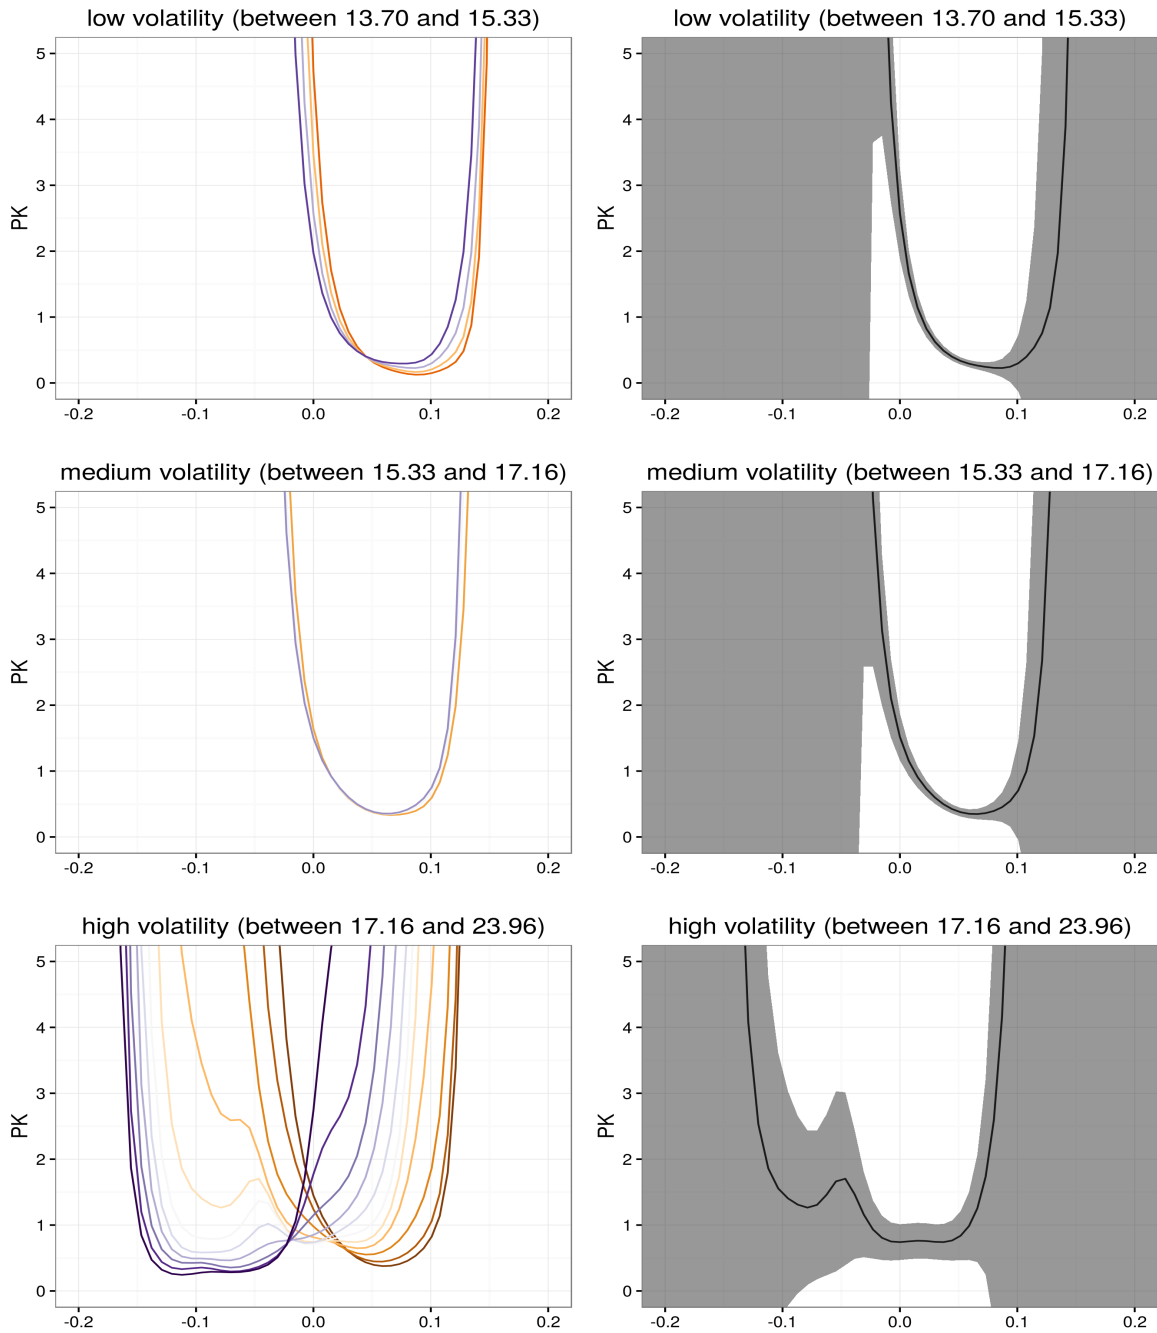 low volatility (between 13.70 and 15.33)
low volatility (between 13.70 and 15.33)
5
4
3
2
1
0
PK
-0.2 -0.1 0.0 0.1 0.2
5
4
3
2
1
0
PK
-0.2 -0.1 0.0 0.1 0.2
medium volatility (between 15.33 and 17.16)
medium volatility (between 15.33 and 17.16)
5
4
3
2
1
0
PK
-0.2 -0.1 0.0 0.1 0.2
5
4
3
2
1
0
PK
-0.2 -0.1 0.0 0.1 0.2
high volatility (between 17.16 and 23.96)
high volatility (between 17.16 and 23.96)
5
4
3
2
1
0
PK
-0.2 -0.1 0.0 0.1 0.2
5
4
3
2
1
0
PK
-0.2 -0.1 0.0 0.1 0.2